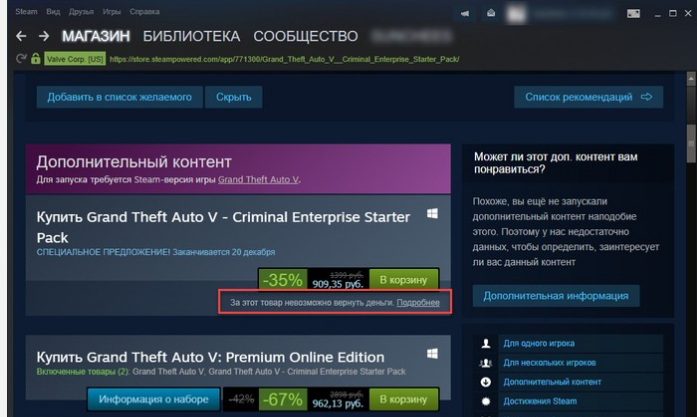 Steam Вид Друзья Игры Справка
← → МАГАЗИН БИБЛИОТЕКА СООБЩЕСТВО
Valve Corp. [US] https://store.steampowered.com/app/771300/Grand_Theft_Auto_V__Criminal_Enterprise_Starter_Pack/
Добавить в список желаемого Скрыть Список рекомендаций
Дополнительный контент
Для запуска требуется Steam-версия игры Grand Theft Auto V.
Купить Grand Theft Auto V - Criminal Enterprise Starter
Pack
СПЕЦИАЛЬНОЕ ПРЕДЛОЖЕНИЕ! Заканчивается 20 декабря
-35% 1399 руб. 909,35 руб. В корзину
За этот товар невозможно вернуть деньги. Подробнее
Купить Grand Theft Auto V: Premium Online Edition
Включенные товары (2): Grand Theft Auto V, Grand Theft Auto V - Criminal Enterprise Starter Pack
Информация о наборе -42% -67% 2898 руб. 962,13 руб. В корзину
Может ли этот доп. контент вам
понравиться?
Похоже, вы ещё не запускали
дополнительный контент наподобие
этого. Поэтому у нас недостаточно
данных, чтобы определить, заинтересует
ли вас данный контент
Дополнительная информация
Для одного игрока
Для нескольких игроков
Дополнительный контент
Достижения Steam